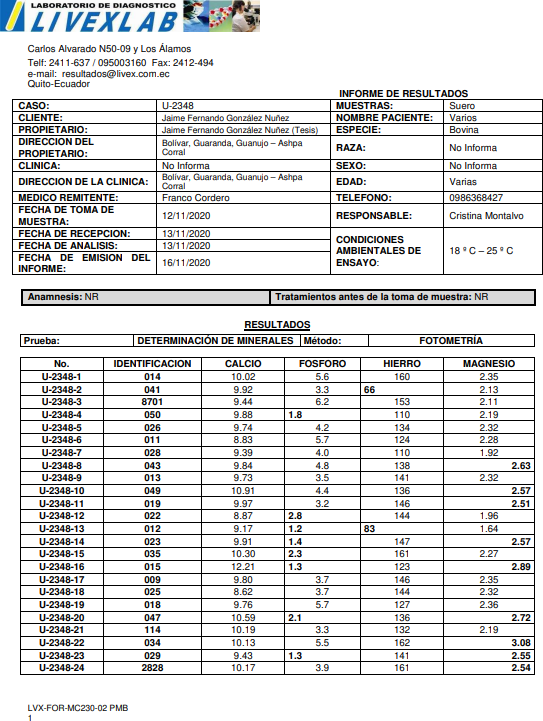 LABORATORIO DE DIAGNOSTICO
LIVEXLAB
Carlos Alvarado N50-09 y Los Álamos
Telf: 2411-637 / 095003160 Fax: 2412-494
e-mail: resultados@livex.com.ec
Quito-Ecuador
INFORME DE RESULTADOS
CASO: U-2348 MUESTRAS: Suero
CLIENTE: Jaime Fernando González Nuñez NOMBRE PACIENTE: Varios
PROPIETARIO: Jaime Fernando González Nuñez (Tesis) ESPECIE: Bovina
DIRECCION DEL PROPIETARIO: Bolívar, Guaranda, Guanujo – Ashpa Corral RAZA: No Informa
CLINICA: No Informa SEXO: No Informa
DIRECCION DE LA CLINICA: Bolívar, Guaranda, Guanujo – Ashpa Corral EDAD: Varias
MEDICO REMITENTE: Franco Cordero TELEFONO: 0986368427
FECHA DE TOMA DE MUESTRA: 12/11/2020 RESPONSABLE: Cristina Montalvo
FECHA DE RECEPCION: 13/11/2020 CONDICIONES AMBIENTALES DE ENSAYO: 18 º C – 25 º C
FECHA DE ANALISIS: 13/11/2020
FECHA DE EMISION DEL INFORME: 16/11/2020
Anamnesis: NR Tratamientos antes de la toma de muestra: NR
RESULTADOS
Prueba: DETERMINACIÓN DE MINERALES Método: FOTOMETRÍA
No. IDENTIFICACION CALCIO FOSFORO HIERRO MAGNESIO
U-2348-1 014 10.02 5.6 160 2.35
U-2348-2 041 9.92 3.3 66 2.13
U-2348-3 8701 9.44 6.2 153 2.11
U-2348-4 050 9.88 1.8 110 2.19
U-2348-5 026 9.74 4.2 134 2.32
U-2348-6 011 8.83 5.7 124 2.28
U-2348-7 028 9.39 4.0 110 1.92
U-2348-8 043 9.84 4.8 138 2.63
U-2348-9 013 9.73 3.5 141 2.32
U-2348-10 049 10.91 4.4 136 2.57
U-2348-11 019 9.97 3.2 146 2.51
U-2348-12 022 8.87 2.8 144 1.96
U-2348-13 012 9.17 1.2 83 1.64
U-2348-14 023 9.91 1.4 147 2.57
U-2348-15 035 10.30 2.3 161 2.27
U-2348-16 015 12.21 1.3 123 2.89
U-2348-17 009 9.80 3.7 146 2.35
U-2348-18 025 8.62 3.7 144 2.32
U-2348-19 018 9.76 5.7 127 2.36
U-2348-20 047 10.59 2.1 136 2.72
U-2348-21 114 10.19 3.3 132 2.19
U-2348-22 034 10.13 5.5 162 3.08
U-2348-23 029 9.43 1.3 141 2.55
U-2348-24 2828 10.17 3.9 161 2.54
LVX-FOR-MC230-02 PMB
1